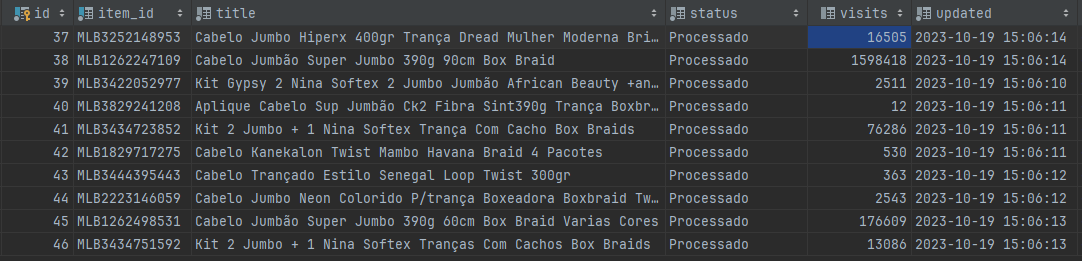 id item_id title status visits updated
37 MLB3252148953 Cabelo Jumbo Hiperx 400gr Trança Dread Mulher Moderna Bri… Processado 16505 2023-10-19 15:06:14
38 MLB1262247109 Cabelo Jumbão Super Jumbo 390g 90cm Box Braid Processado 1598418 2023-10-19 15:06:14
39 MLB3422052977 Kit Gypsy 2 Nina Softex 2 Jumbo Jumbão African Beauty +an… Processado 2511 2023-10-19 15:06:10
40 MLB3829241208 Aplique Cabelo Sup Jumbão Ck2 Fibra Sint390g Trança Boxbr… Processado 12 2023-10-19 15:06:11
41 MLB3434723852 Kit 2 Jumbo + 1 Nina Softex Trança Com Cacho Box Braids Processado 76286 2023-10-19 15:06:11
42 MLB1829717275 Cabelo Kanekalon Twist Mambo Havana Braid 4 Pacotes Processado 530 2023-10-19 15:06:11
43 MLB3444395443 Cabelo Trançado Estilo Senegal Loop Twist 300gr Processado 363 2023-10-19 15:06:12
44 MLB2223146059 Cabelo Jumbo Neon Colorido P/trança Boxeadora Boxbraid Tw… Processado 2543 2023-10-19 15:06:12
45 MLB1262498531 Cabelo Jumbão Super Jumbo 390g 60cm Box Braid Varias Cores Processado 176609 2023-10-19 15:06:13
46 MLB3434751592 Kit 2 Jumbo + 1 Nina Softex Tranças Com Cachos Box Braids Processado 13086 2023-10-19 15:06:13